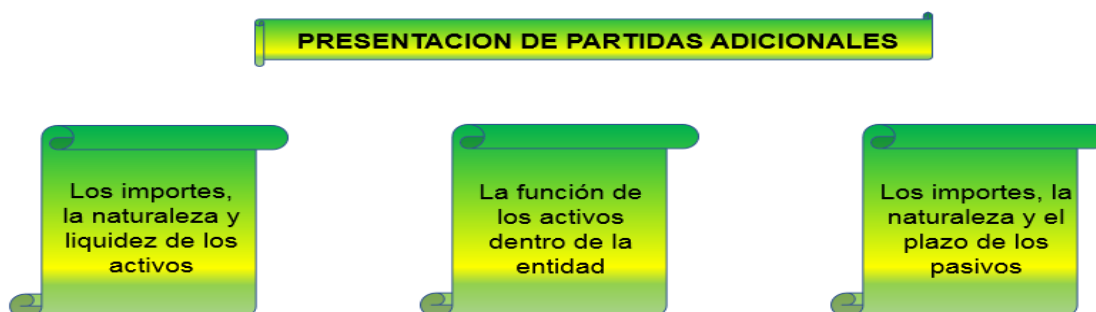 PRESENTACION DE PARTIDAS ADICIONALES
Los importes,
la naturaleza y
liquidez de los
activos
La función de
los activos
dentro de la
entidad
Los importes, la
naturaleza y el
plazo de los
pasivos